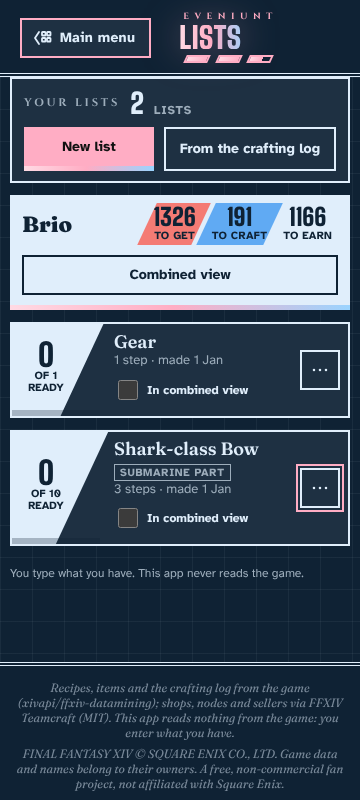 EVENIUNT
Main menu
LISTS
YOUR LISTS 2 LISTS
New list
From the crafting log
Brio
1326 TO GET
191 TO CRAFT
1166 TO EARN
Combined view
0
OF 1
READY
Gear
1 step · made 1 Jan
In combined view
...
0
OF 10
READY
Shark-class Bow
SUBMARINE PART
3 steps · made 1 Jan
In combined view
...
You type what you have. This app never reads the game.
Recipes, items and the crafting log from the game
(xivapi/ffxiv-datamining); shops, nodes and sellers via FFXIV
Teamcraft (MIT). This app reads nothing from the game: you
enter what you have.
FINAL FANTASY XIV © SQUARE ENIX CO., LTD. Game data
and names belong to their owners. A free, non-commercial fan
project, not affiliated with Square Enix.